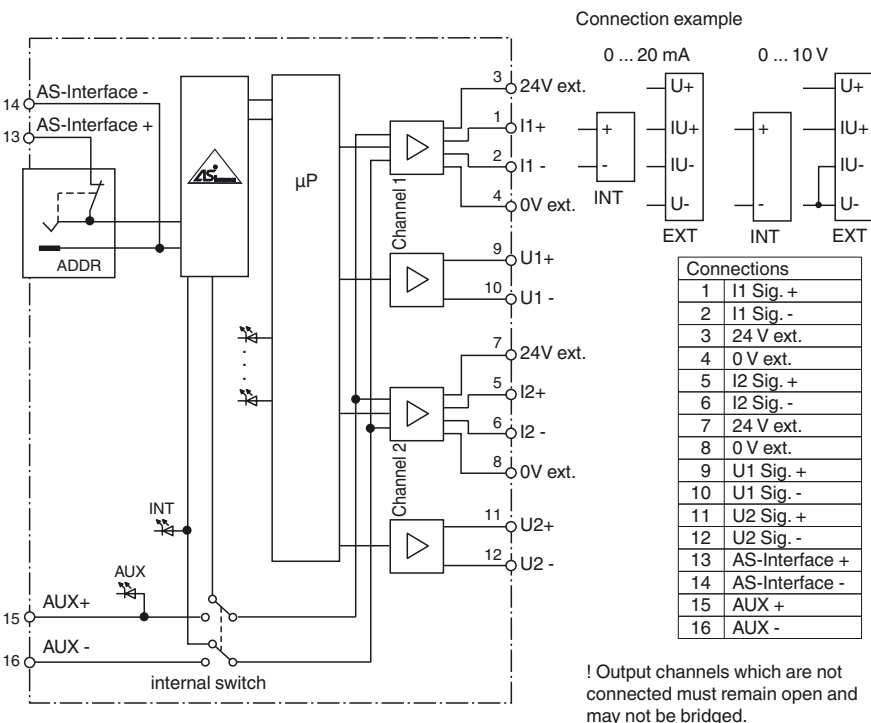 Connection example
0 ... 20 mA
0 ... 10 V
U+
IU+
IU-
U-
+
-
INT
EXT
U+
IU+
IU-
U-
+
-
INT
EXT
14 AS-Interface -
13 AS-Interface +
ADDR
ASi
µP
INT
AUX
15 AUX+
16 AUX -
internal switch
Channel 1
Channel 2
3 24V ext.
1 I1+
2 I1 -
4 0V ext.
9 U1+
10 U1 -
7 24V ext.
5 I2+
6 I2 -
8 0V ext.
11 U2+
12 U2 -
Connections
1 I1 Sig. +
2 I1 Sig. -
3 24 V ext.
4 0 V ext.
5 I2 Sig. +
6 I2 Sig. -
7 24 V ext.
8 0 V ext.
9 U1 Sig. +
10 U1 Sig. -
11 U2 Sig. +
12 U2 Sig. -
13 AS-Interface +
14 AS-Interface -
15 AUX +
16 AUX -
! Output channels which are not
connected must remain open and
may not be bridged.